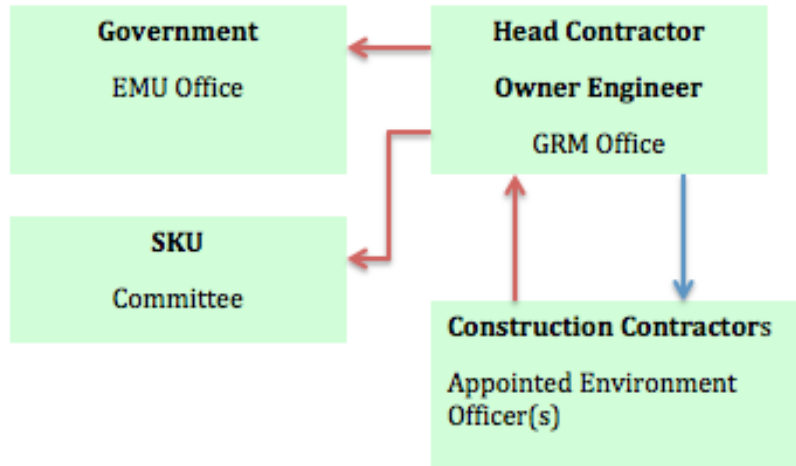 Government
EMU Office
Head Contractor
Owner Engineer
GRM Office
SKU
Committee
Construction Contractors
Appointed Environment
Officer(s)